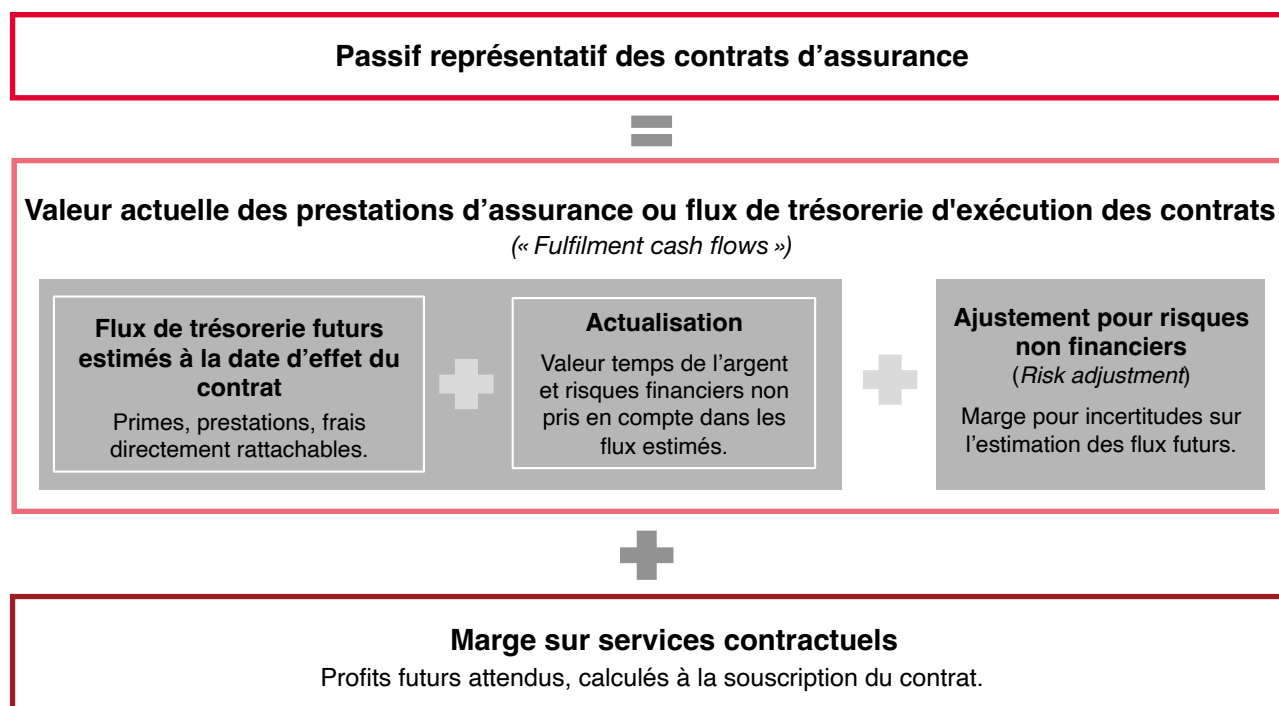 Passif représentatif des contrats d’assurance
Valeur actuelle des prestations d’assurance ou flux de trésorerie d'exécution des contrats
(« Fulfilment cash flows »)
Flux de trésorerie futurs
estimés à la date d’effet du
contrat
Primes, prestations, frais
directement rattachables.
Actualisation
Valeur temps de l’argent
et risques financiers non
pris en compte dans les
flux estimés.
Ajustement pour risques
non financiers
(Risk adjustment)
Marge pour incertitudes sur
l’estimation des flux futurs.
Marge sur services contractuels
Profits futurs attendus, calculés à la souscription du contrat.